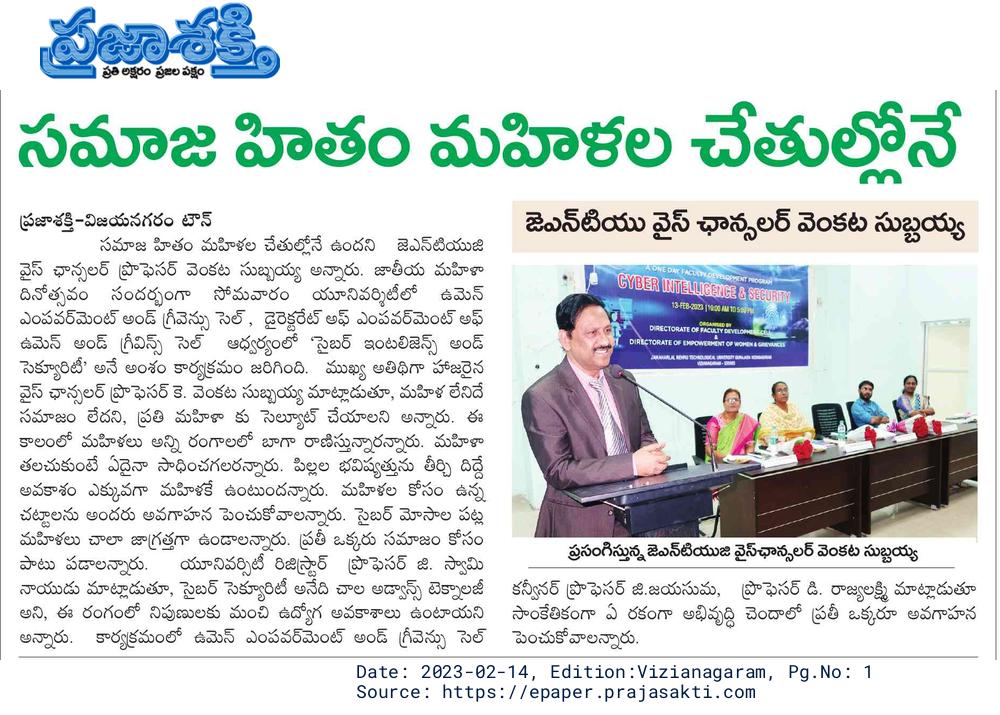 ప్రజాశక్తి
ప్రతి అక్షరం ప్రజల పక్షం
సమాజ హితం మహిళల చేతుల్లోనే
ప్రజాశక్తి-విజయనగరం టౌన్
సమాజ హితం మహిళల చేతుల్లోనే ఉందని జెఎన్‌టియుజి
వైస్ ఛాన్సలర్ ప్రొఫెసర్ వెంకట సుబ్బయ్య అన్నారు. జాతీయ మహిళా
దినోత్సవం సందర్భంగా సోమవారం యూనివర్శిటీలో ఉమెన్
ఎంపవర్‌మెంట్ అండ్ గ్రీవెన్సు సెల్ , డైరెక్టరేట్ అఫ్ ఎంపవర్‌మెంట్ అఫ్
ఉమెన్ అండ్ గ్రీవిన్స్ సెల్ ఆధ్వర్యంలో 'సైబర్ ఇంటలిజెన్స్ అండ్
సెక్యూరిటీ' అనే అంశం కార్యక్రమం జరిగింది. ముఖ్య అతిథిగా హాజరైన
వైస్ ఛాన్సలర్ ప్రొఫెసర్ కె. వెంకట సుబ్బయ్య మాట్లాడుతూ, మహిళ లేనిదే
సమాజం లేదని, ప్రతి మహిళా కు సెల్యూట్ చేయాలని అన్నారు. ఈ
కాలంలో మహిళలు అన్ని రంగాలలో బాగా రాణిస్తున్నారన్నారు. మహిళా
తలచుకుంటే ఏదైనా సాధించగలరన్నారు. పిల్లల భవిష్యత్తును తీర్చి దిద్దే
అవకాశం ఎక్కువగా మహిళకే ఉంటుందన్నారు. మహిళల కోసం ఉన్న
చట్టాలను అందరు అవగాహన పెంచుకోవాలన్నారు. సైబర్ మోసాల పట్ల
మహిళలు చాలా జాగ్రత్తగా ఉండాలన్నారు. ప్రతీ ఒక్కరు సమాజం కోసం
పాటు పడాలన్నారు. యూనిరిబ్సిటీ రిజిస్ట్రార్ ప్రొఫెసర్ జి. స్వామి
నాయుడు మాట్లాడుతూ, సైబర్ సెక్యూరిటీ అనేది చాల అడ్వాన్స్ టెక్నాలజీ
అని, ఈ రంగంలో నిపుణులకు మంచి ఉద్యోగ అవకాశాలు ఉంటాయని
అన్నారు. కార్యక్రమంలో ఉమెన్ ఎంపవర్‌మెంట్ అండ్ గ్రీవెన్సు సెల్
జెఎన్‌టియు వైస్ ఛాన్సలర్ వెంకట సుబ్బయ్య
A ONE DAY FACULTY DEVELOPMENT PROGRAM
CYBER INTELLIGENCE & SECURITY
13-FEB-2023 | 10:00 AM TO 5:00 PM
ORGANISED BY
DIRECTORATE OF FACULTY DEVELOPMENT CELL
&
DIRECTORATE OF EMPOWERMENT OF WOMEN & GRIEVANCES
JAWAHARLAL NEHRU TECHNOLOGICAL UNIVERSITY GURAJADA VIZIANAGARAM
VIZIANAGARAM - 535003
ప్రసంగిస్తున్న జెఎన్‌టియుజి వైస్‌ఛాన్సలర్ వెంకట సుబ్బయ్య
కన్వీనర్ ప్రొఫెసర్ జి.జయసుమ, ప్రొఫెసర్ డి. రాజ్యలక్ష్మి మాట్లాడుతూ
సాంకేతికంగా ఏ రకంగా అభివృద్ధి చెందాలో ప్రతీ ఒక్కరూ అవగాహన
పెంచుకోవాలన్నారు.
Date: 2023-02-14, Edition:Vizianagaram, Pg.No: 1
Source: https://epaper.prajasakti.com